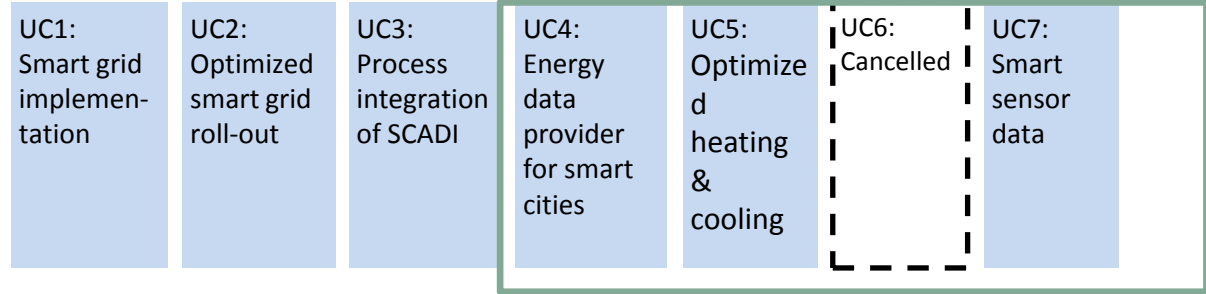 UC1:
Smart grid
implemen-
tation
UC2:
Optimized
smart grid
roll-out
UC3:
Process
integration
of SCADI
UC4:
Energy
data
provider
for smart
cities
UC5:
Optimize
d
heating
&
cooling
UC6:
Cancelled
UC7:
Smart
sensor
data